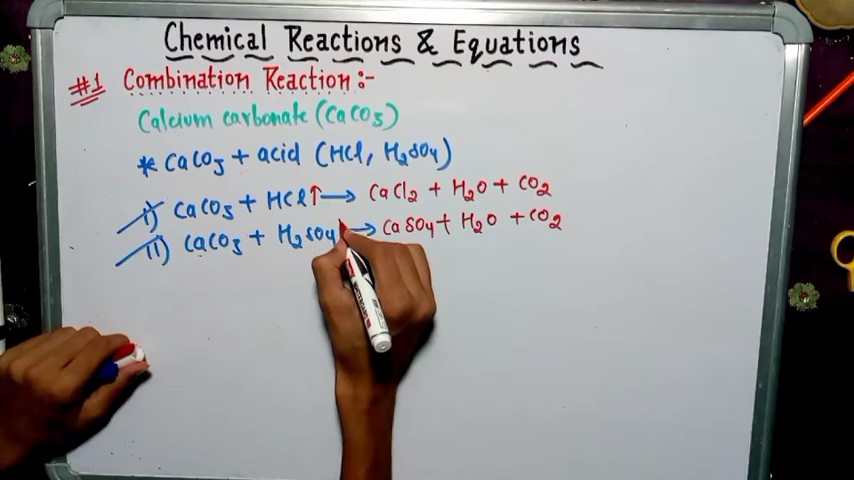 Chemical Reactions & Equations
#1 Combination Reaction :-
Calcium carbonate (CaCO3)
* CaCO3 + acid (HCl, H2SO4)
i) CaCO3 + HCl↑ → CaCl2 + H2O + CO2
ii) CaCO3 + H2SO4 → CaSO4 + H2O + CO2